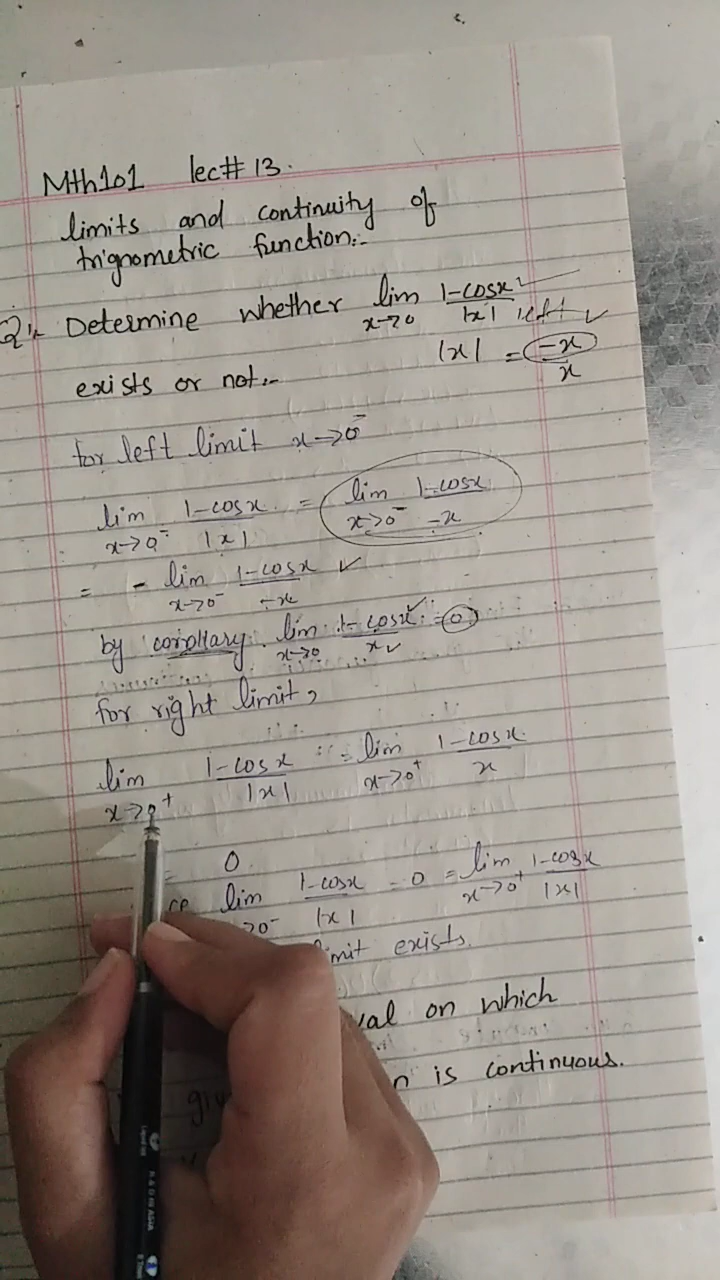 Mth101 lec# 13.
limits and continuity of
trignometric function:-
Q1. Determine whether lim x→0 1-cosx/|x| left ✓
|x| = -x/x
exists or not:-
for left limit x→0⁻
lim x→0⁻ 1-cosx/|x| = lim x→0⁻ 1-cosx/-x
= - lim x→0⁻ 1-cosx/-x ✓
by corollary lim x→0 1-cosx/x = 0
for right limit,
lim x→0⁺ 1-cosx/|x| = lim x→0⁺ 1-cosx/x
= 0
lim 0⁻ 1-cosx/|x| = 0 = lim x→0⁺ 1-cosx/|x|
limit exists.
on which
is continuous.